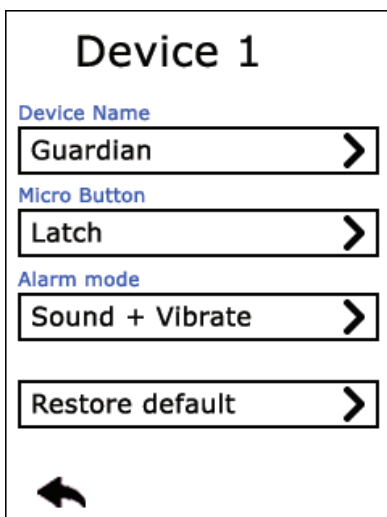 Device 1
Device Name
Guardian
Micro Button
Latch
Alarm mode
Sound + Vibrate
Restore default